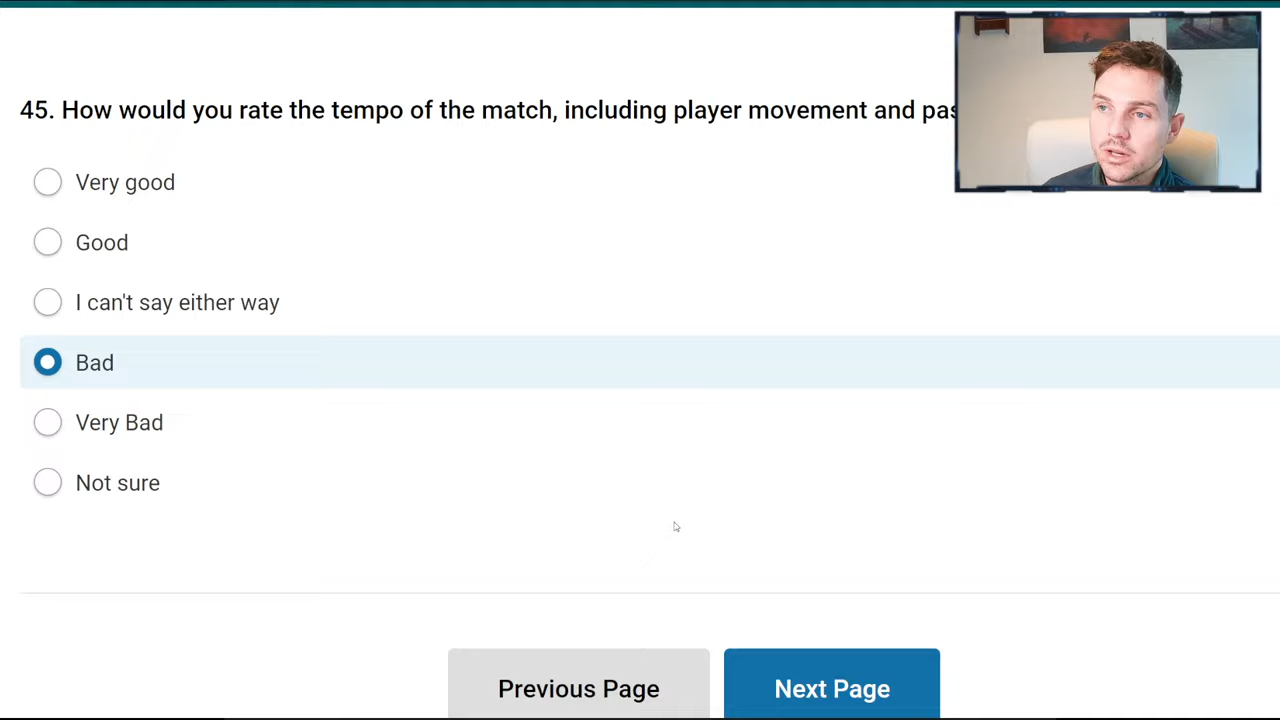 45. How would you rate the tempo of the match, including player movement and
Very good
Good
I can't say either way
Bad
Very Bad
Not sure
Previous Page
Next Page